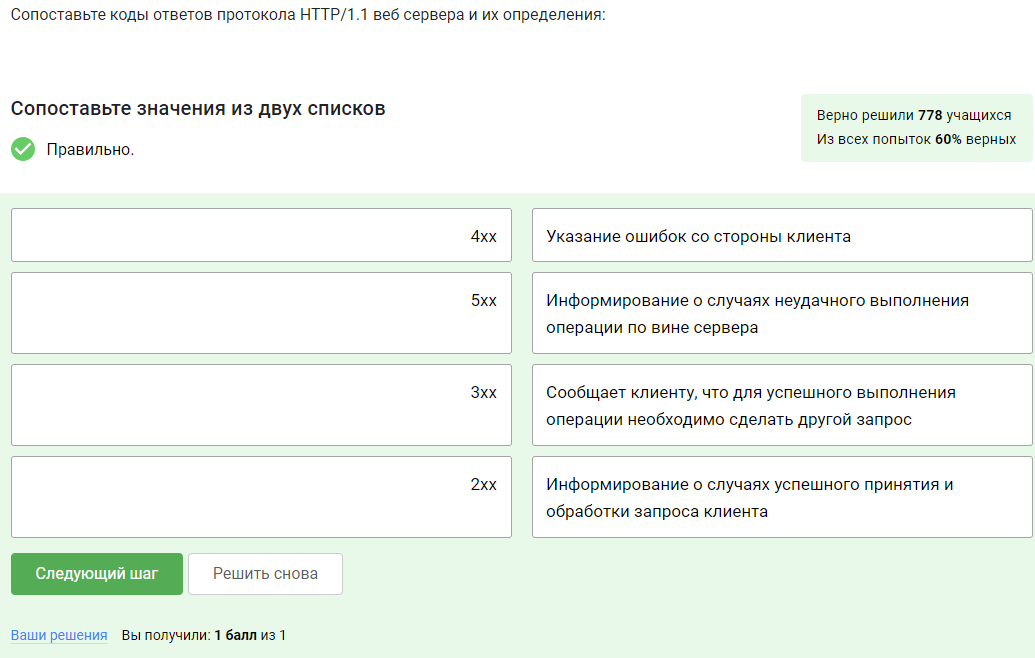 Сопоставьте коды ответов протокола HTTP/1.1 веб сервера и их определения:
Сопоставьте значения из двух списков
Правильно.
Верно решили 778 учащихся
Из всех попыток 60% верных
4xx
Указание ошибок со стороны клиента
5xx
Информирование о случаях неудачного выполнения
операции по вине сервера
3xx
Сообщает клиенту, что для успешного выполнения
операции необходимо сделать другой запрос
2xx
Информирование о случаях успешного принятия и
обработки запроса клиента
Следующий шаг
Решить снова
Ваши решения Вы получили: 1 балл из 1